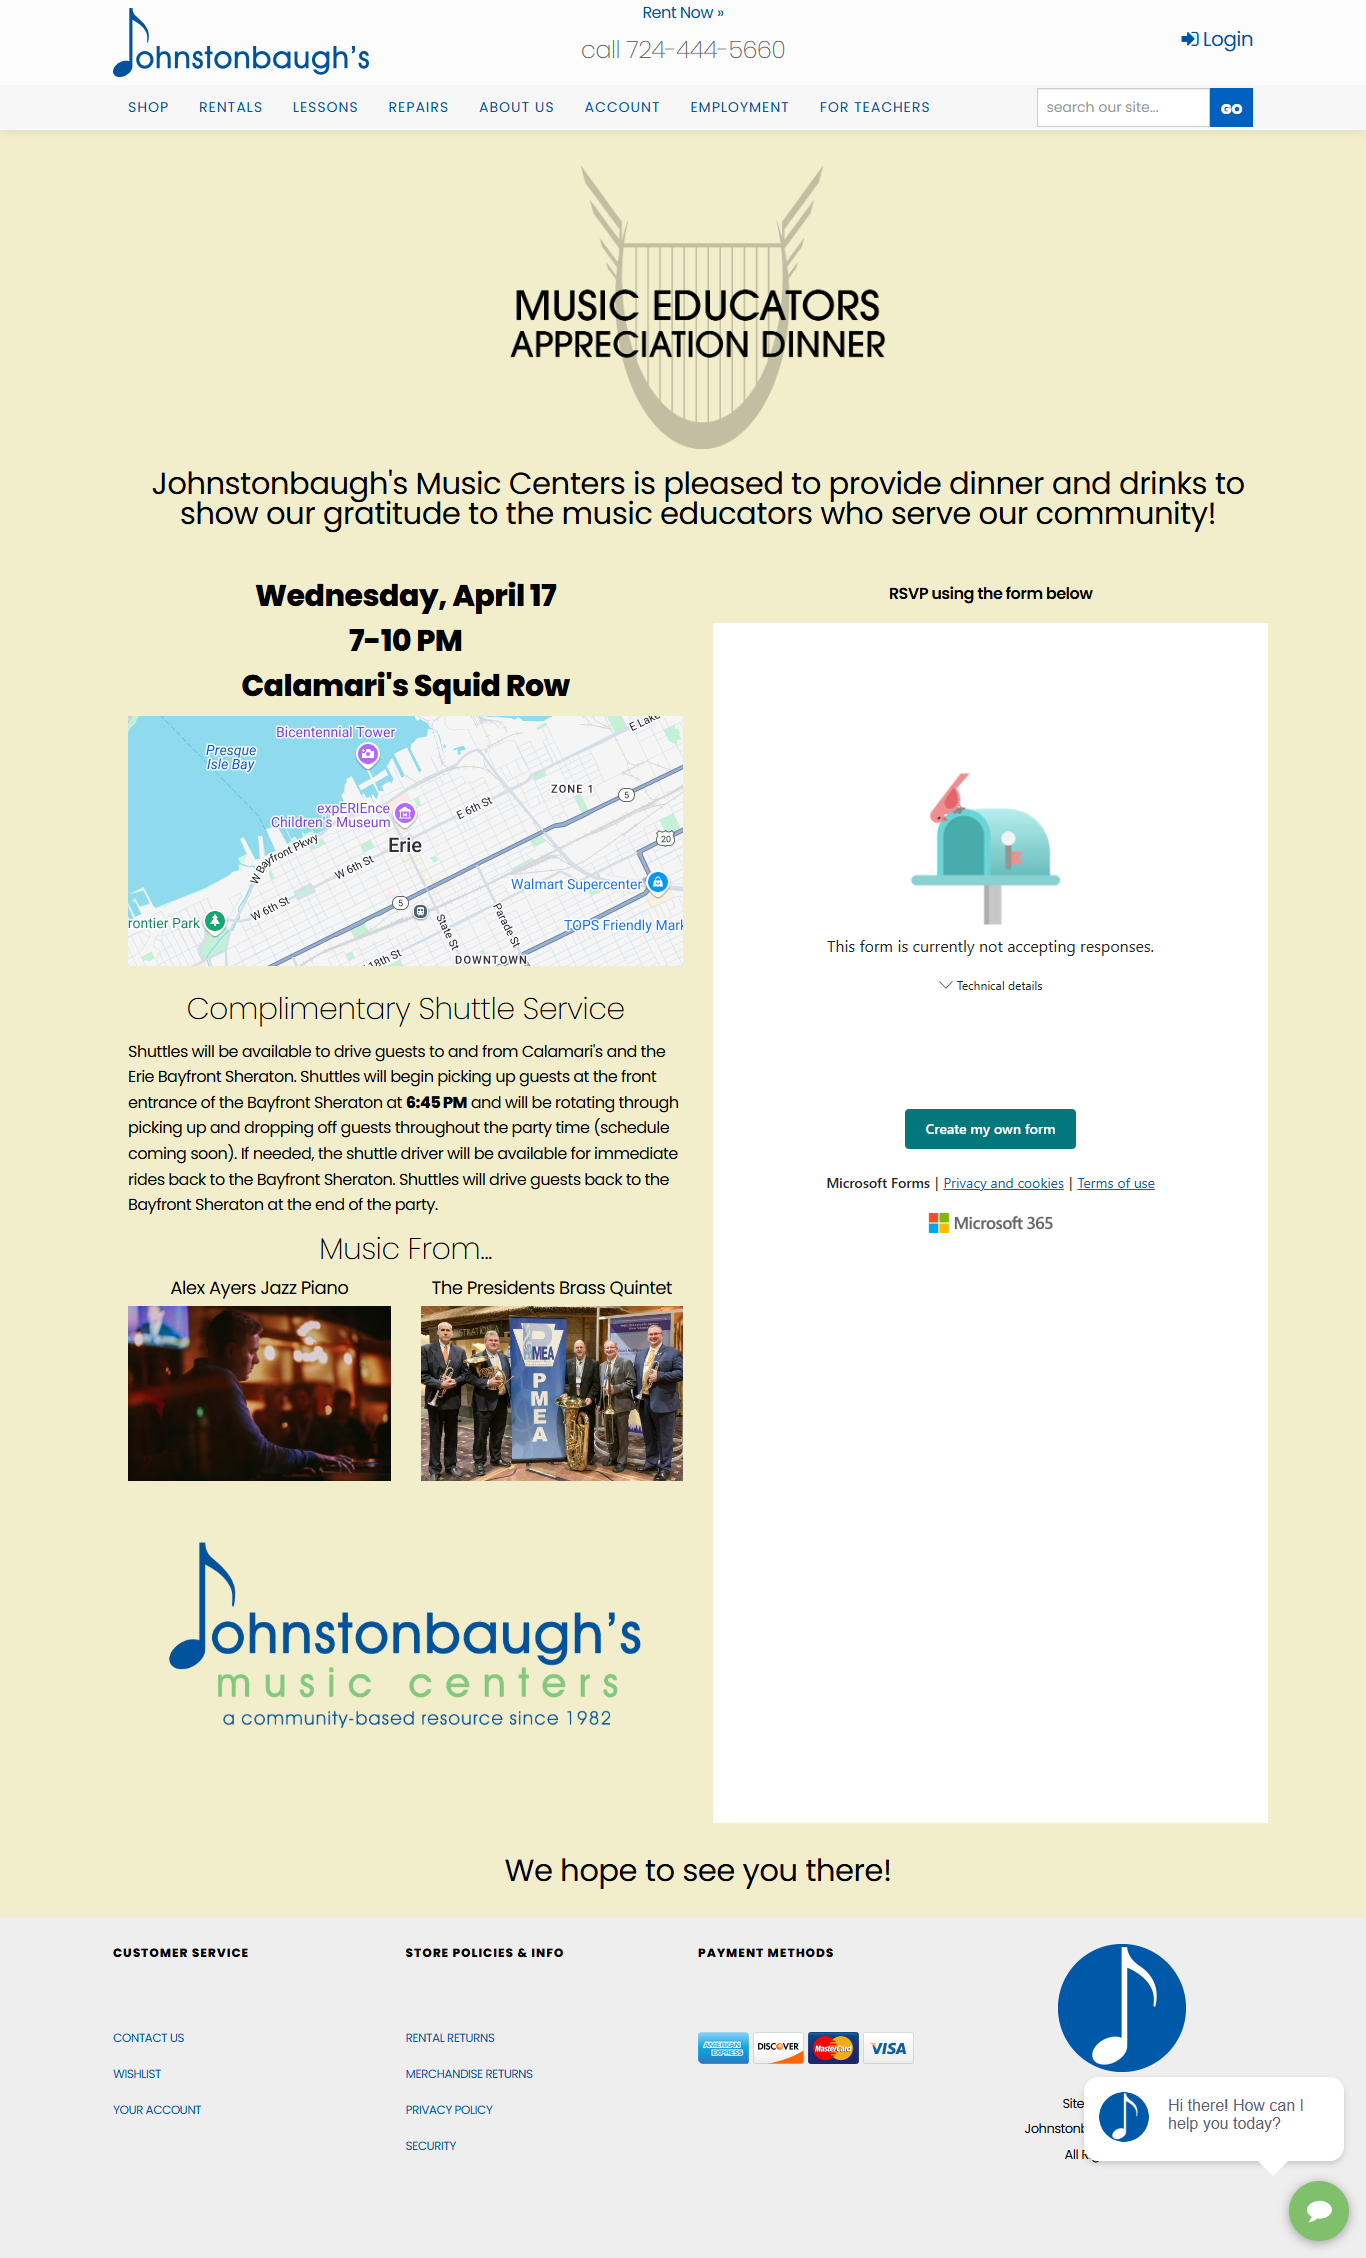 Rent Now »
Johnstonbaugh's
call 724-444-5660
Login
SHOP RENTALS LESSONS REPAIRS ABOUT US ACCOUNT EMPLOYMENT FOR TEACHERS
search our site... GO
MUSIC EDUCATORS
APPRECIATION DINNER
Johnstonbaugh's Music Centers is pleased to provide dinner and drinks to
show our gratitude to the music educators who serve our community!
Wednesday, April 17
7-10 PM
Calamari's Squid Row
Bicentennial Tower
Presque
Isle Bay
E Lake
ZONE 1
5
expERIEnce
Children's Museum
E 6th St
Erie
20
W Bayfront Pkwy
W 6th St
Walmart Supercenter
5
W 6th St
rontier Park
State St
Parade St
TOPS Friendly Mark
18th St
DOWNTOWN
Complimentary Shuttle Service
Shuttles will be available to drive guests to and from Calamari's and the
Erie Bayfront Sheraton. Shuttles will begin picking up guests at the front
entrance of the Bayfront Sheraton at 6:45 PM and will be rotating through
picking up and dropping off guests throughout the party time (schedule
coming soon). If needed, the shuttle driver will be available for immediate
rides back to the Bayfront Sheraton. Shuttles will drive guests back to the
Bayfront Sheraton at the end of the party.
Music From...
Alex Ayers Jazz Piano
The Presidents Brass Quintet
PMEA
P
M
E
A
Johnstonbaugh's
music centers
a community-based resource since 1982
RSVP using the form below
This form is currently not accepting responses.
Technical details
Create my own form
Microsoft Forms | Privacy and cookies | Terms of use
Microsoft 365
We hope to see you there!
CUSTOMER SERVICE
CONTACT US
WISHLIST
YOUR ACCOUNT
STORE POLICIES & INFO
RENTAL RETURNS
MERCHANDISE RETURNS
PRIVACY POLICY
SECURITY
PAYMENT METHODS
AMERICAN EXPRESS
DISCOVER
MasterCard
VISA
Site
Johnstonb
All
Hi there! How can I
help you today?